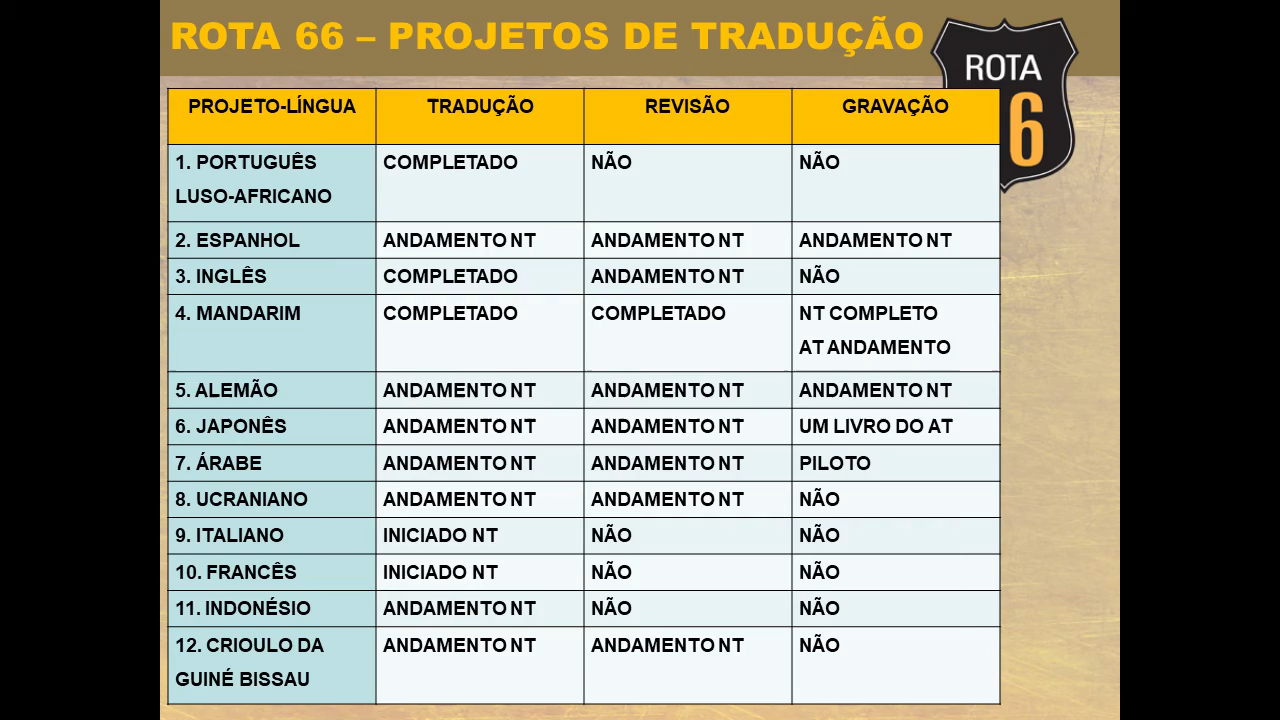 ROTA 66 – PROJETOS DE TRADUÇÃO
ROTA
6
PROJETO-LÍNGUA TRADUÇÃO REVISÃO GRAVAÇÃO
1. PORTUGUÊS COMPLETADO NÃO NÃO
LUSO-AFRICANO
2. ESPANHOL ANDAMENTO NT ANDAMENTO NT ANDAMENTO NT
3. INGLÊS COMPLETADO ANDAMENTO NT NÃO
4. MANDARIM COMPLETADO COMPLETADO NT COMPLETO
AT ANDAMENTO
5. ALEMÃO ANDAMENTO NT ANDAMENTO NT ANDAMENTO NT
6. JAPONÊS ANDAMENTO NT ANDAMENTO NT UM LIVRO DO AT
7. ÁRABE ANDAMENTO NT ANDAMENTO NT PILOTO
8. UCRANIANO ANDAMENTO NT ANDAMENTO NT NÃO
9. ITALIANO INICIADO NT NÃO NÃO
10. FRANCÊS INICIADO NT NÃO NÃO
11. INDONÉSIO ANDAMENTO NT NÃO NÃO
12. CRIOULO DA ANDAMENTO NT ANDAMENTO NT NÃO
GUINÉ BISSAU